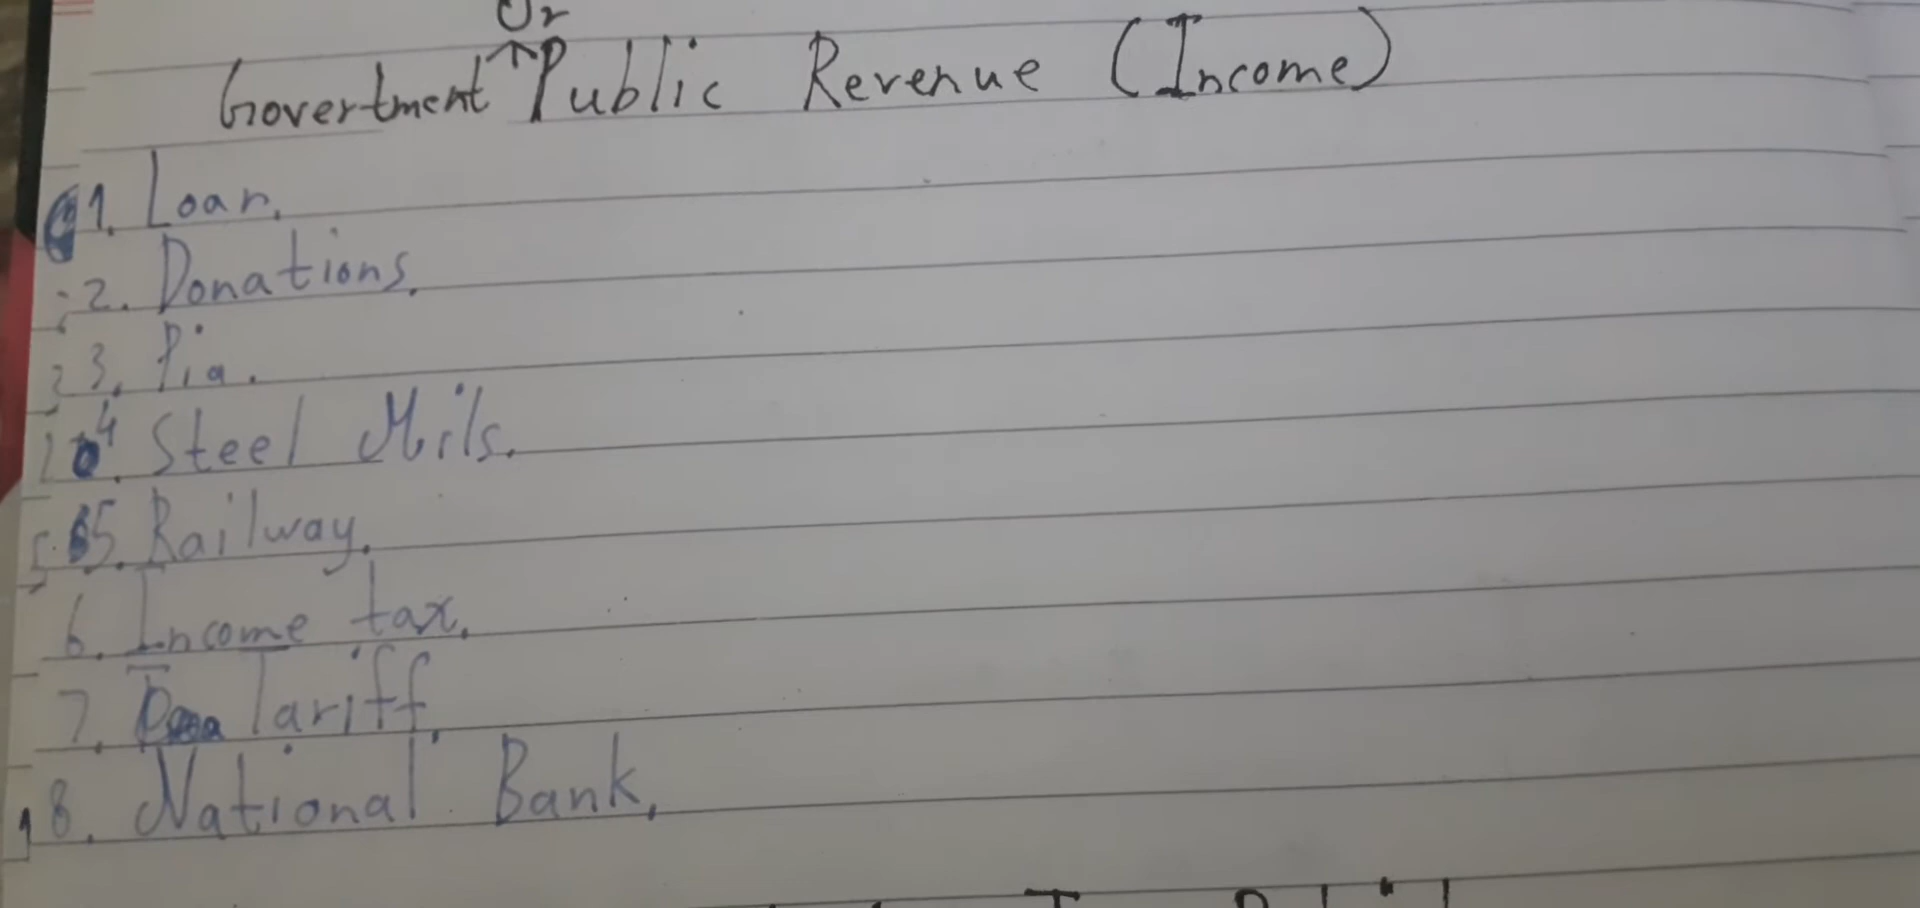 Or
Govertment Public Revenue (Income)
1. Loan.
2. Donations.
3. Pia.
4. Steel Mils.
5. Railway.
6. Income tax.
7. Tariff.
8. National Bank.